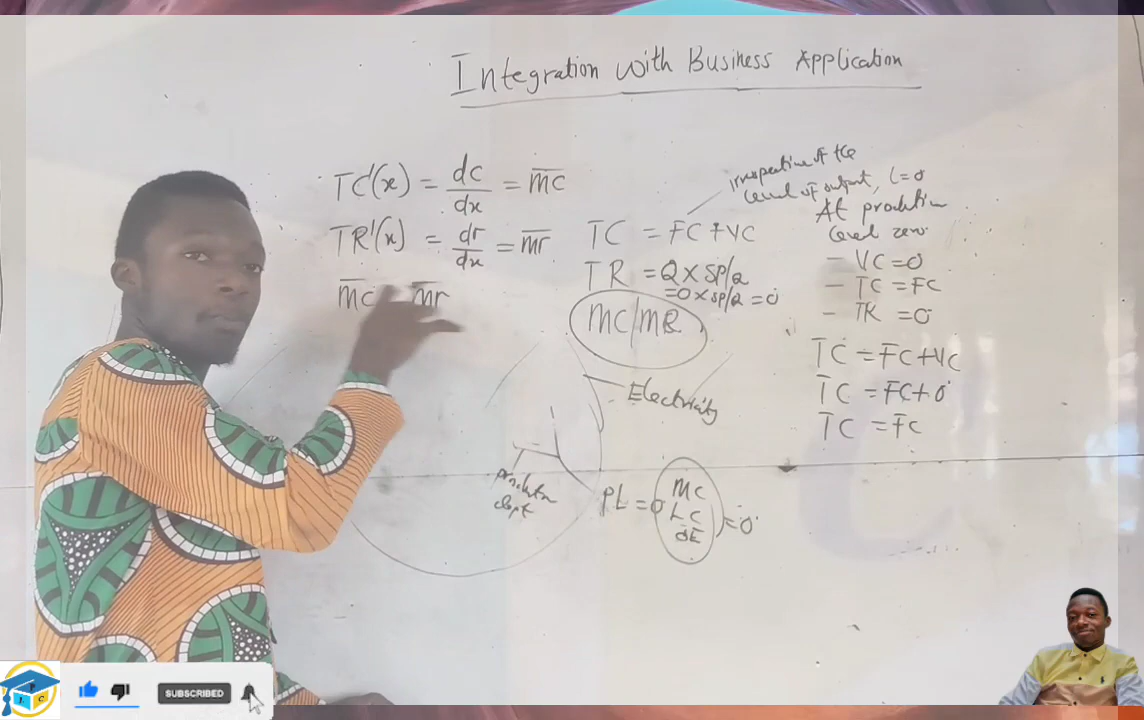 Integration with Business Application
TC'(x) = dc/dx = MC
TR'(x) = dr/dx = mr
MC mr
TC = FC + VC
TR = Q x SP/Q
= 0 x SP/Q = 0
MC/MR
Electricity
production
dept
PL = 0
MC
LC
dE
= 0
irrespective of the
level of output, L=0
At production
level zero
- VC = 0
- TC = FC
- TR = 0
TC = FC + VC
TC = FC + 0
TC = FC
SUBSCRIBED